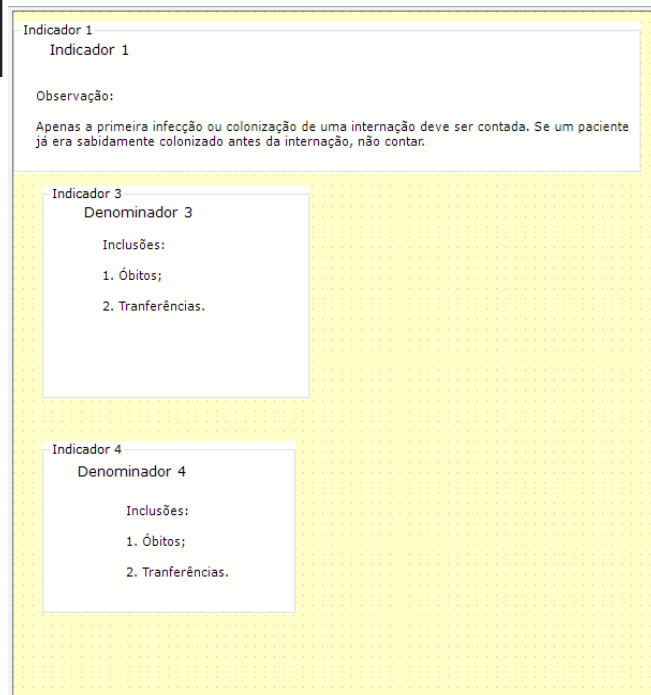 Indicador 1
Indicador 1
Observação:
Apenas a primeira infecção ou colonização de uma internação deve ser contada. Se um paciente
já era sabidamente colonizado antes da internação, não contar.
Indicador 3
Denominador 3
Inclusões:
1. Óbitos;
2. Tranferências.
Indicador 4
Denominador 4
Inclusões:
1. Óbitos;
2. Tranferências.